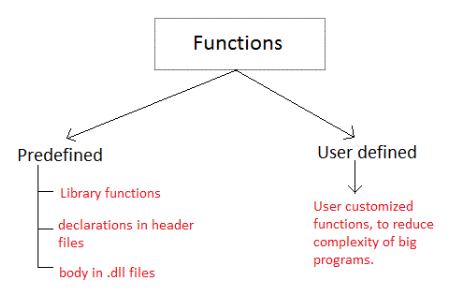 Functions
Predefined
Library functions
declarations in header
files
body in .dll files
User defined
User customized
functions, to reduce
complexity of big
programs.